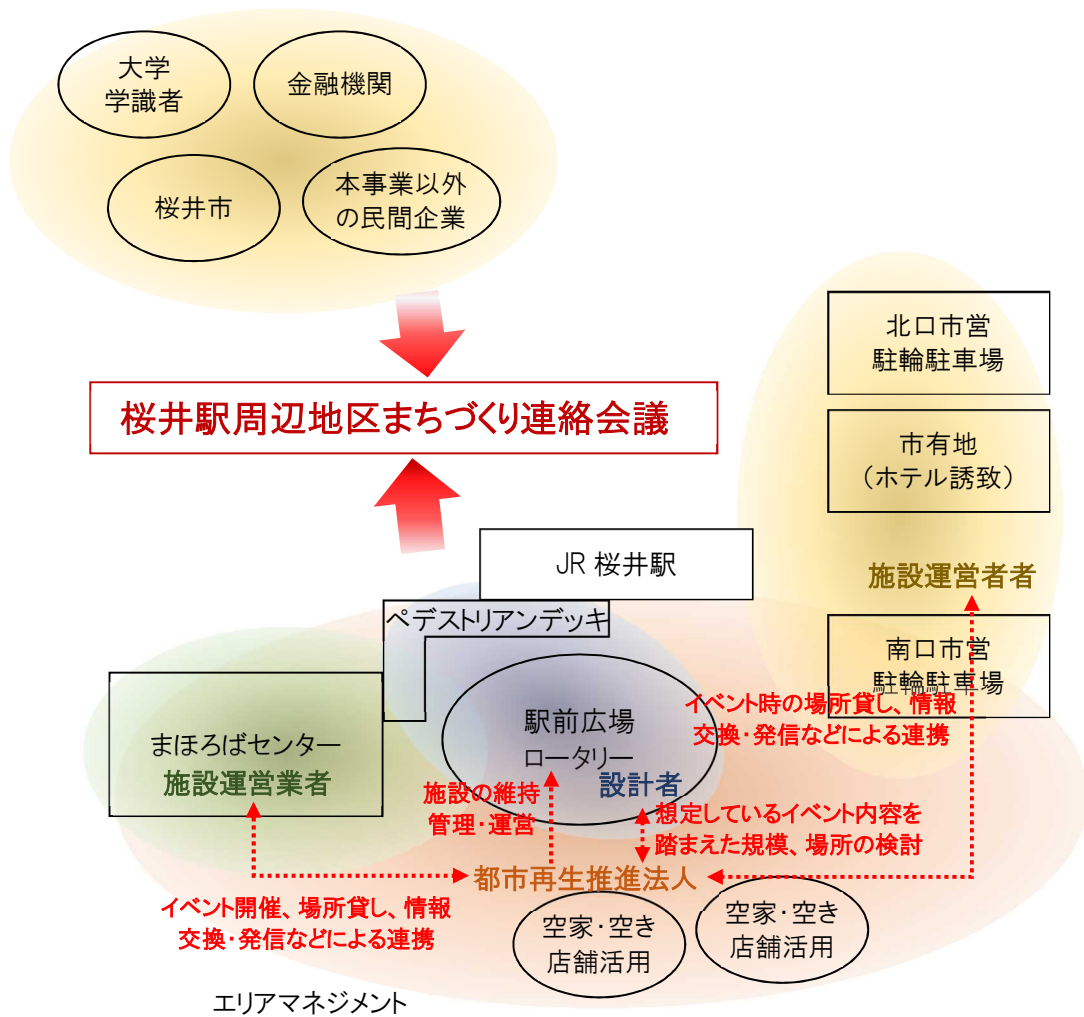 大学
学識者
金融機関
桜井市
本事業以外
の民間企業
桜井駅周辺地区まちづくり連絡会議
北口市営
駐輪駐車場
市有地
（ホテル誘致）
施設運営者者
JR 桜井駅
ペデストリアンデッキ
南口市営
駐輪駐車場
イベント時の場所貸し、情報
交換・発信などによる連携
駅前広場
ロータリー
設計者
まほろばセンター
施設運営業者
施設の維持
管理・運営
想定しているイベント内容を
踏まえた規模、場所の検討
都市再生推進法人
イベント開催、場所貸し、情報
交換・発信などによる連携
空家・空き
店舗活用
空家・空き
店舗活用
エリアマネジメント